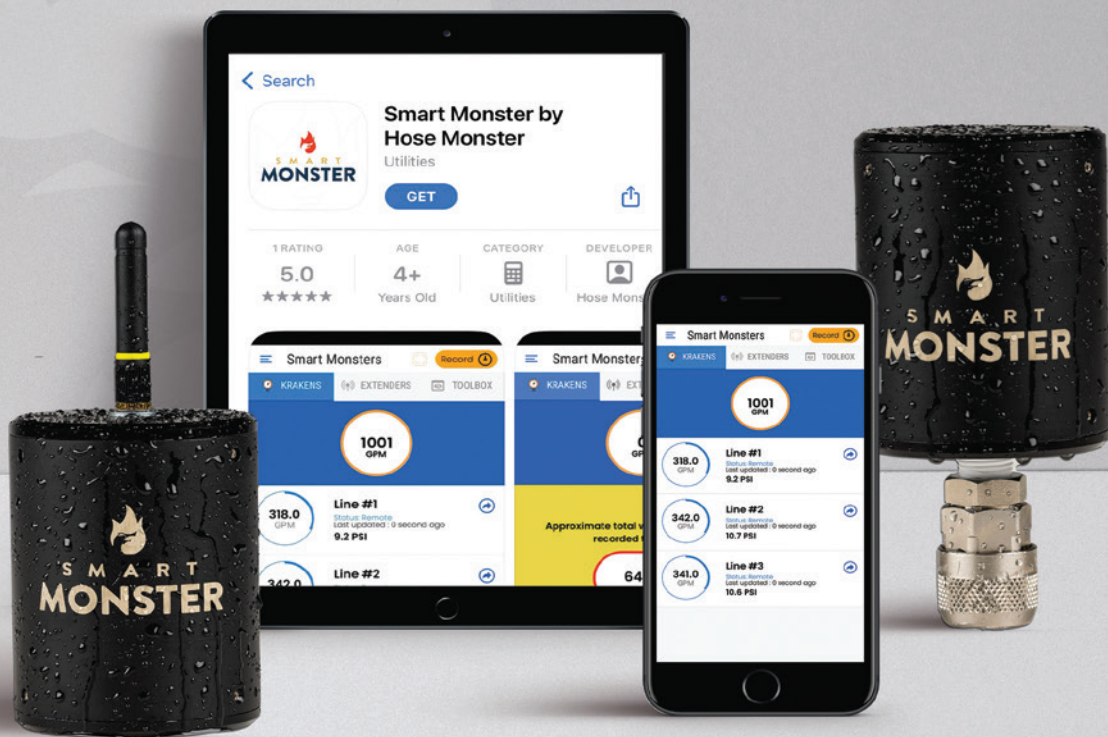 Search
SMART
MONSTER
Smart Monster by
Hose Monster
Utilities
GET
1 RATING
5.0
AGE
4+
Years Old
CATEGORY
Utilities
DEVELOPER
Hose
Smart Monsters
Record
KRAKENS
EXTENDERS
TOOLBOX
1001
GPM
318.0
GPM
Line #1
Status: Remote
Last updated : 0 second ago
9.2 PSI
342.0
Line #2
Smart
KRAKENS
Approximate total
recorded
64
Smart Monsters
Record
KRAKENS
EXTENDERS
TOOLBOX
1001
GPM
318.0
GPM
Line #1
Status: Remote
Last updated : 0 second ago
9.2 PSI
342.0
GPM
Line #2
Status: Remote
Last updated : 0 second ago
10.7 PSI
341.0
GPM
Line #3
Status: Remote
Last updated : 0 second ago
10.6 PSI
SMART
MONSTER
SMART
MONSTER